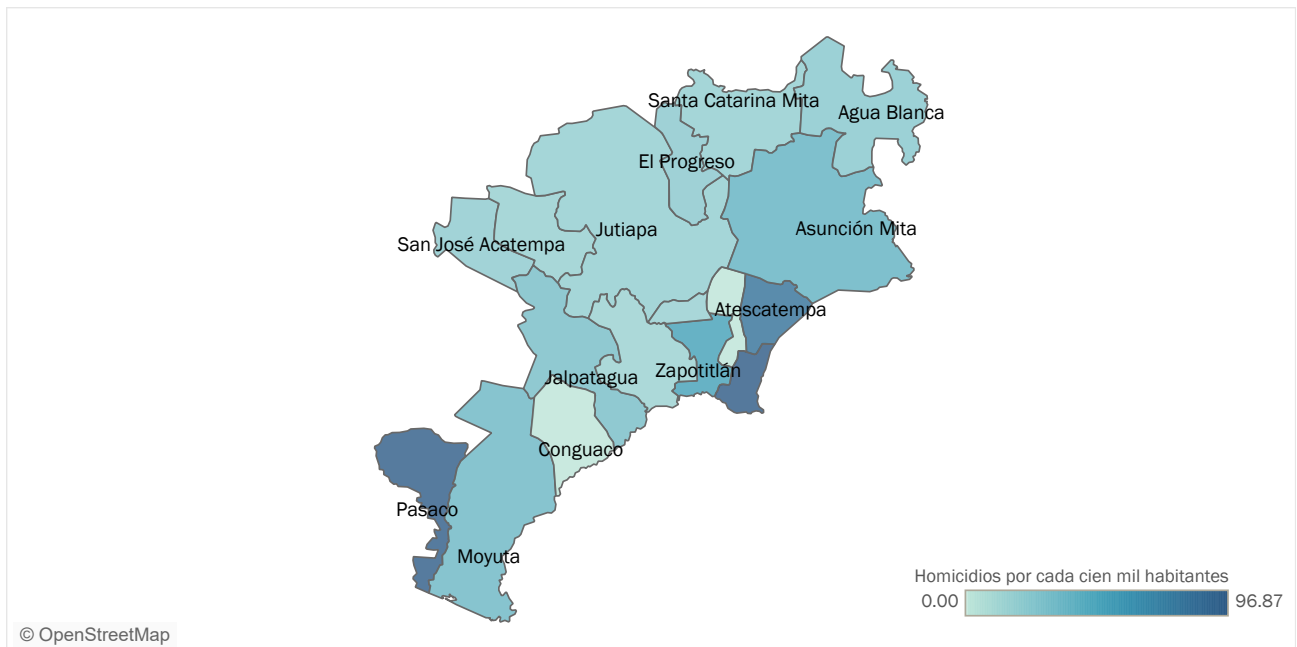 Santa Catarina Mita
Agua Blanca
El Progreso
Jutiapa
Asunción Mita
San José Acatempa
Atescatempa
Jalpatagua
Zapotitlán
Conguaco
Pasaco
Moyuta
Homicidios por cada cien mil habitantes
0.00 96.87
© OpenStreetMap